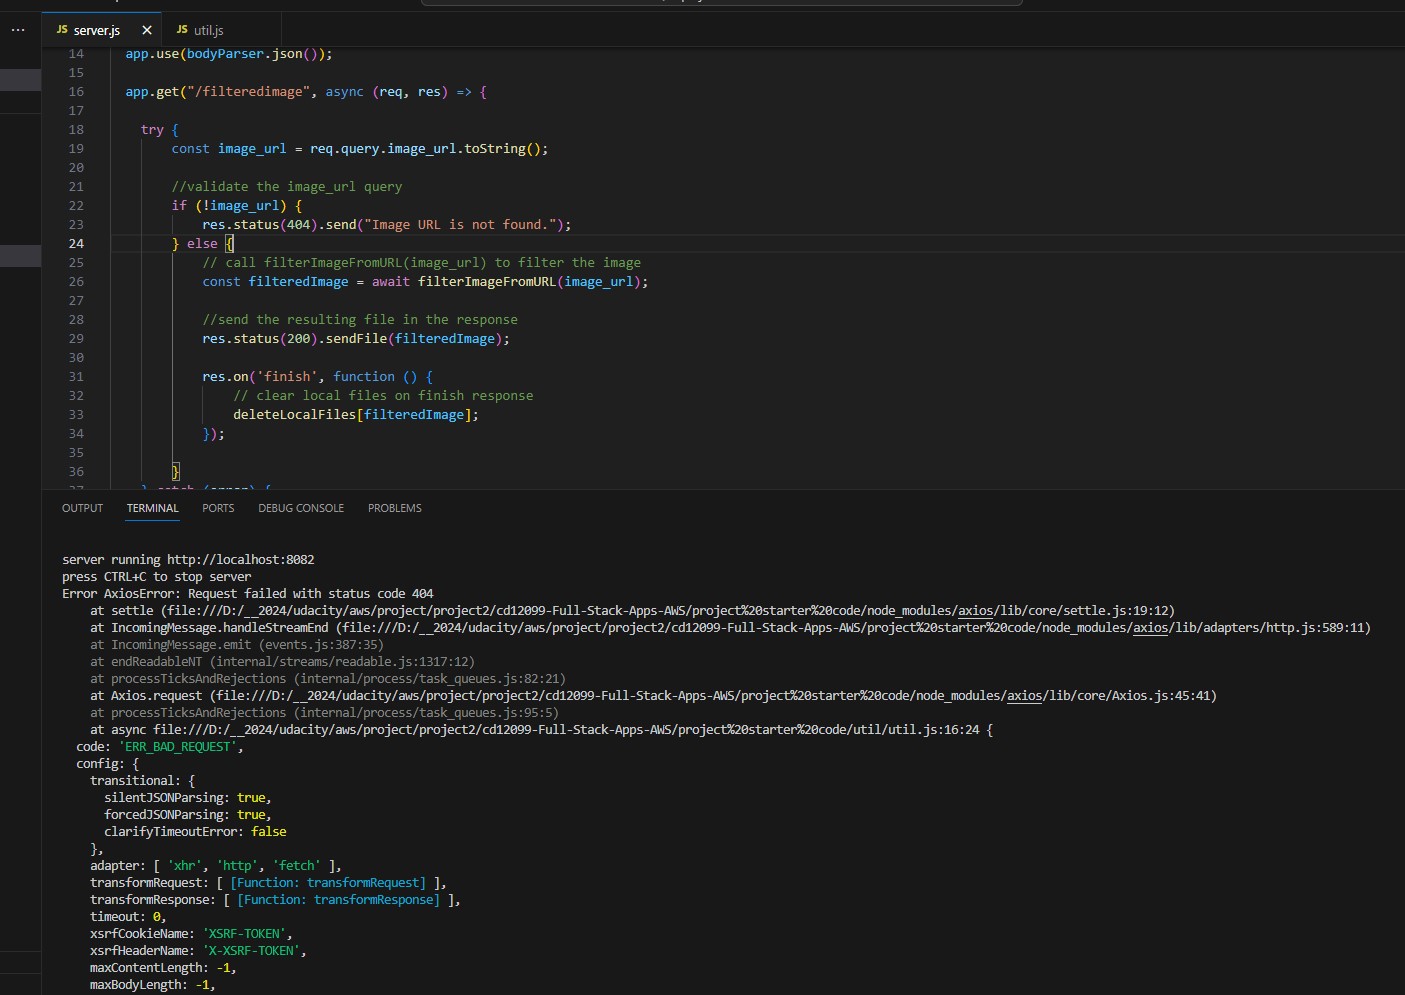 JS server.js ×
JS util.js
14 app.use(bodyParser.json());
15
16 app.get("/filteredimage", async (req, res) => {
17
18 try {
19 const image_url = req.query.image_url.toString();
20
21 //validate the image_url query
22 if (!image_url) {
23 res.status(404).send("Image URL is not found.");
24 } else {
25 // call filterImageFromURL(image_url) to filter the image
26 const filteredImage = await filterImageFromURL(image_url);
27
28 //send the resulting file in the response
29 res.status(200).sendFile(filteredImage);
30
31 res.on('finish', function () {
32 // clear local files on finish response
33 deleteLocalFiles[filteredImage];
34 });
35
36 }
37 } catch (error) {
OUTPUT TERMINAL PORTS DEBUG CONSOLE PROBLEMS
server running http://localhost:8082
press CTRL+C to stop server
Error AxiosError: Request failed with status code 404
at settle (file:///D:/__2024/udacity/aws/project/project2/cd12099-Full-Stack-Apps-AWS/project%20starter%20code/node_modules/axios/lib/core/settle.js:19:12)
at IncomingMessage.handleStreamEnd (file:///D:/__2024/udacity/aws/project/project2/cd12099-Full-Stack-Apps-AWS/project%20starter%20code/node_modules/axios/lib/adapters/http.js:589:11)
at IncomingMessage.emit (events.js:387:35)
at endReadableNT (internal/streams/readable.js:1317:12)
at processTicksAndRejections (internal/process/task_queues.js:82:21)
at Axios.request (file:///D:/__2024/udacity/aws/project/project2/cd12099-Full-Stack-Apps-AWS/project%20starter%20code/node_modules/axios/lib/core/Axios.js:45:41)
at processTicksAndRejections (internal/process/task_queues.js:95:5)
at async file:///D:/__2024/udacity/aws/project/project2/cd12099-Full-Stack-Apps-AWS/project%20starter%20code/util/util.js:16:24 {
code: 'ERR_BAD_REQUEST',
config: {
transitional: {
silentJSONParsing: true,
forcedJSONParsing: true,
clarifyTimeoutError: false
},
adapter: [ 'xhr', 'http', 'fetch' ],
transformRequest: [ [Function: transformRequest] ],
transformResponse: [ [Function: transformResponse] ],
timeout: 0,
xsrfCookieName: 'XSRF-TOKEN',
xsrfHeaderName: 'X-XSRF-TOKEN',
maxContentLength: -1,
maxBodyLength: -1,